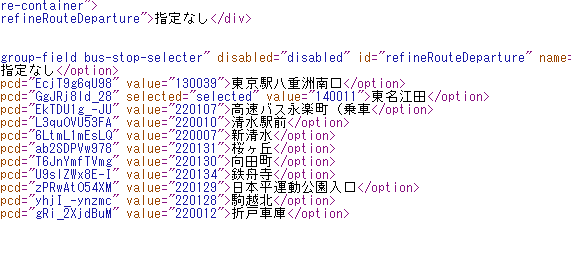 re-container">
refineRouteDeparture">指定なし</div>
group-field bus-stop-selecter" disabled="disabled" id="refineRouteDeparture" name=
指定なし</option>
pcd="EcjT9g6qU98" value="130039">東京駅八重洲南口</option>
pcd="GgJRj8Id_28" selected="selected" value="140011">東名江田</option>
pcd="EkTDU1g_-JU" value="220107">高速バス永楽町（乗車</option>
pcd="L3quOVU53FA" value="220010">清水駅前</option>
pcd="6LtmL1mEsLQ" value="220007">新清水</option>
pcd="ab2SDPVw978" value="220131">桜ヶ丘</option>
pcd="T6JnYmfTVmg" value="220130">向田町</option>
pcd="U9sIZWx8E-I" value="220134">鉄舟寺</option>
pcd="zPRwAt054XM" value="220129">日本平運動公園入口</option>
pcd="yhjI_-ynzmc" value="220128">駒越北</option>
pcd="gRi_2XjdBuM" value="220012">折戸車庫</option>